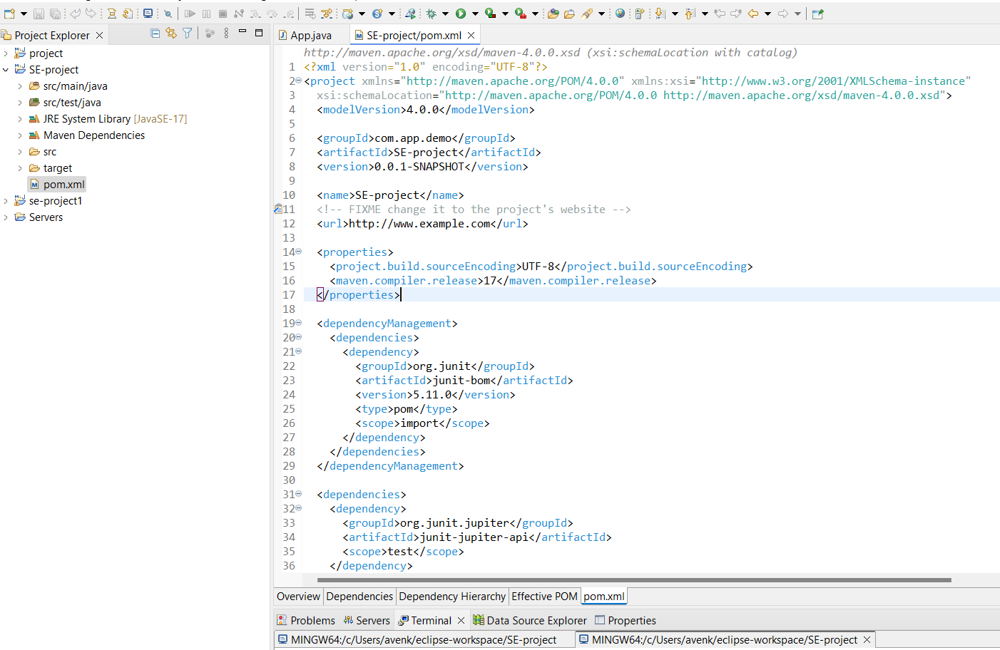 Project Explorer
project
SE-project
src/main/java
src/test/java
JRE System Library [JavaSE-17]
Maven Dependencies
src
target
pom.xml
se-project1
Servers
App.java
SE-project/pom.xml
http://maven.apache.org/xsd/maven-4.0.0.xsd (xsi:schemaLocation with catalog)
1 <?xml version="1.0" encoding="UTF-8"?>
2 <project xmlns="http://maven.apache.org/POM/4.0.0" xmlns:xsi="http://www.w3.org/2001/XMLSchema-instance"
3 xsi:schemaLocation="http://maven.apache.org/POM/4.0.0 http://maven.apache.org/xsd/maven-4.0.0.xsd">
4 <modelVersion>4.0.0</modelVersion>
5
6 <groupId>com.app.demo</groupId>
7 <artifactId>SE-project</artifactId>
8 <version>0.0.1-SNAPSHOT</version>
9
10 <name>SE-project</name>
11 <!-- FIXME change it to the project's website -->
12 <url>http://www.example.com</url>
13
14 <properties>
15 <project.build.sourceEncoding>UTF-8</project.build.sourceEncoding>
16 <maven.compiler.release>17</maven.compiler.release>
17 </properties>
18
19 <dependencyManagement>
20 <dependencies>
21 <dependency>
22 <groupId>org.junit</groupId>
23 <artifactId>junit-bom</artifactId>
24 <version>5.11.0</version>
25 <type>pom</type>
26 <scope>import</scope>
27 </dependency>
28 </dependencies>
29 </dependencyManagement>
30
31 <dependencies>
32 <dependency>
33 <groupId>org.junit.jupiter</groupId>
34 <artifactId>junit-jupiter-api</artifactId>
35 <scope>test</scope>
36 </dependency>
Overview Dependencies Dependency Hierarchy Effective POM pom.xml
Problems Servers Terminal Data Source Explorer Properties
MINGW64:/c/Users/avenk/eclipse-workspace/SE-project MINGW64:/c/Users/avenk/eclipse-workspace/SE-project